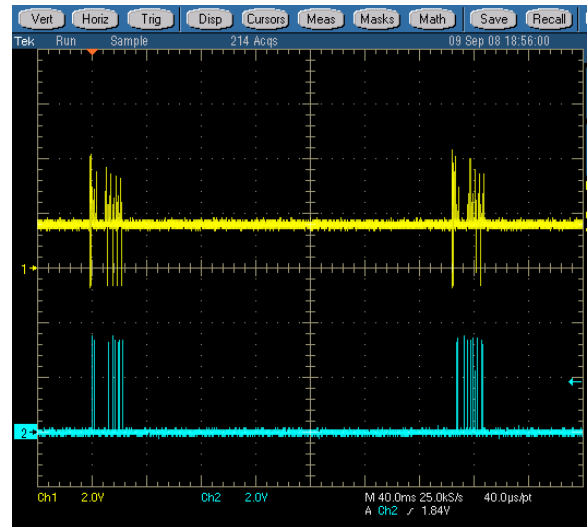 Vert Horiz Trig Disp Cursors Meas Masks Math Save Recall
Tek Run Sample 214 Acqs 09 Sep 08 18:56:00
1
2
Ch1 2.0V Ch2 2.0V M 40.0ms 25.0kS/s 40.0µs/pt
A Ch2 ∕ 1.84V